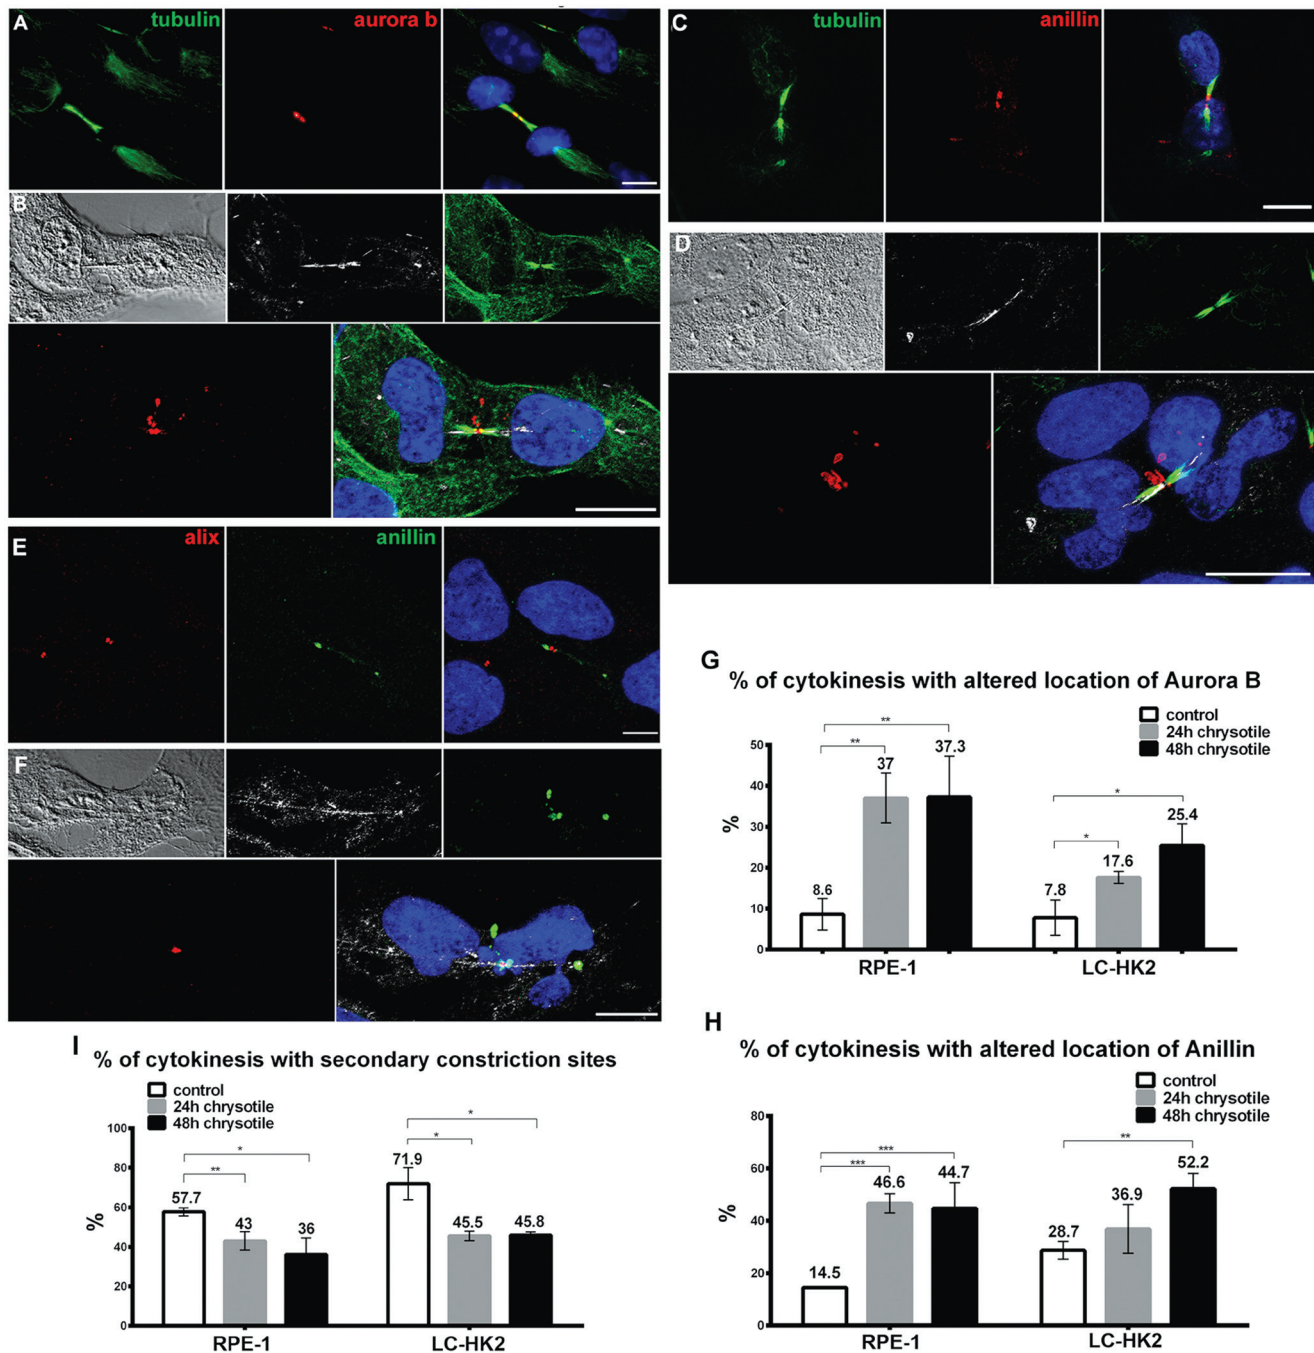 A
tubulin
aurora b
B
C
tubulin
anillin
D
E
alix
anillin
F
G
% of cytokinesis with altered location of Aurora B
control
24h chrysotile
48h chrysotile
%
50
40
30
20
10
0
**
**
*
*
8.6
37
37.3
7.8
17.6
25.4
RPE-1
LC-HK2
H
% of cytokinesis with altered location of Anillin
control
24h chrysotile
48h chrysotile
%
80
60
40
20
0
***
***
**
14.5
46.6
44.7
28.7
36.9
52.2
RPE-1
LC-HK2
I
% of cytokinesis with secondary constriction sites
control
24h chrysotile
48h chrysotile
%
100
80
60
40
20
0
*
**
*
*
57.7
43
36
71.9
45.5
45.8
RPE-1
LC-HK2